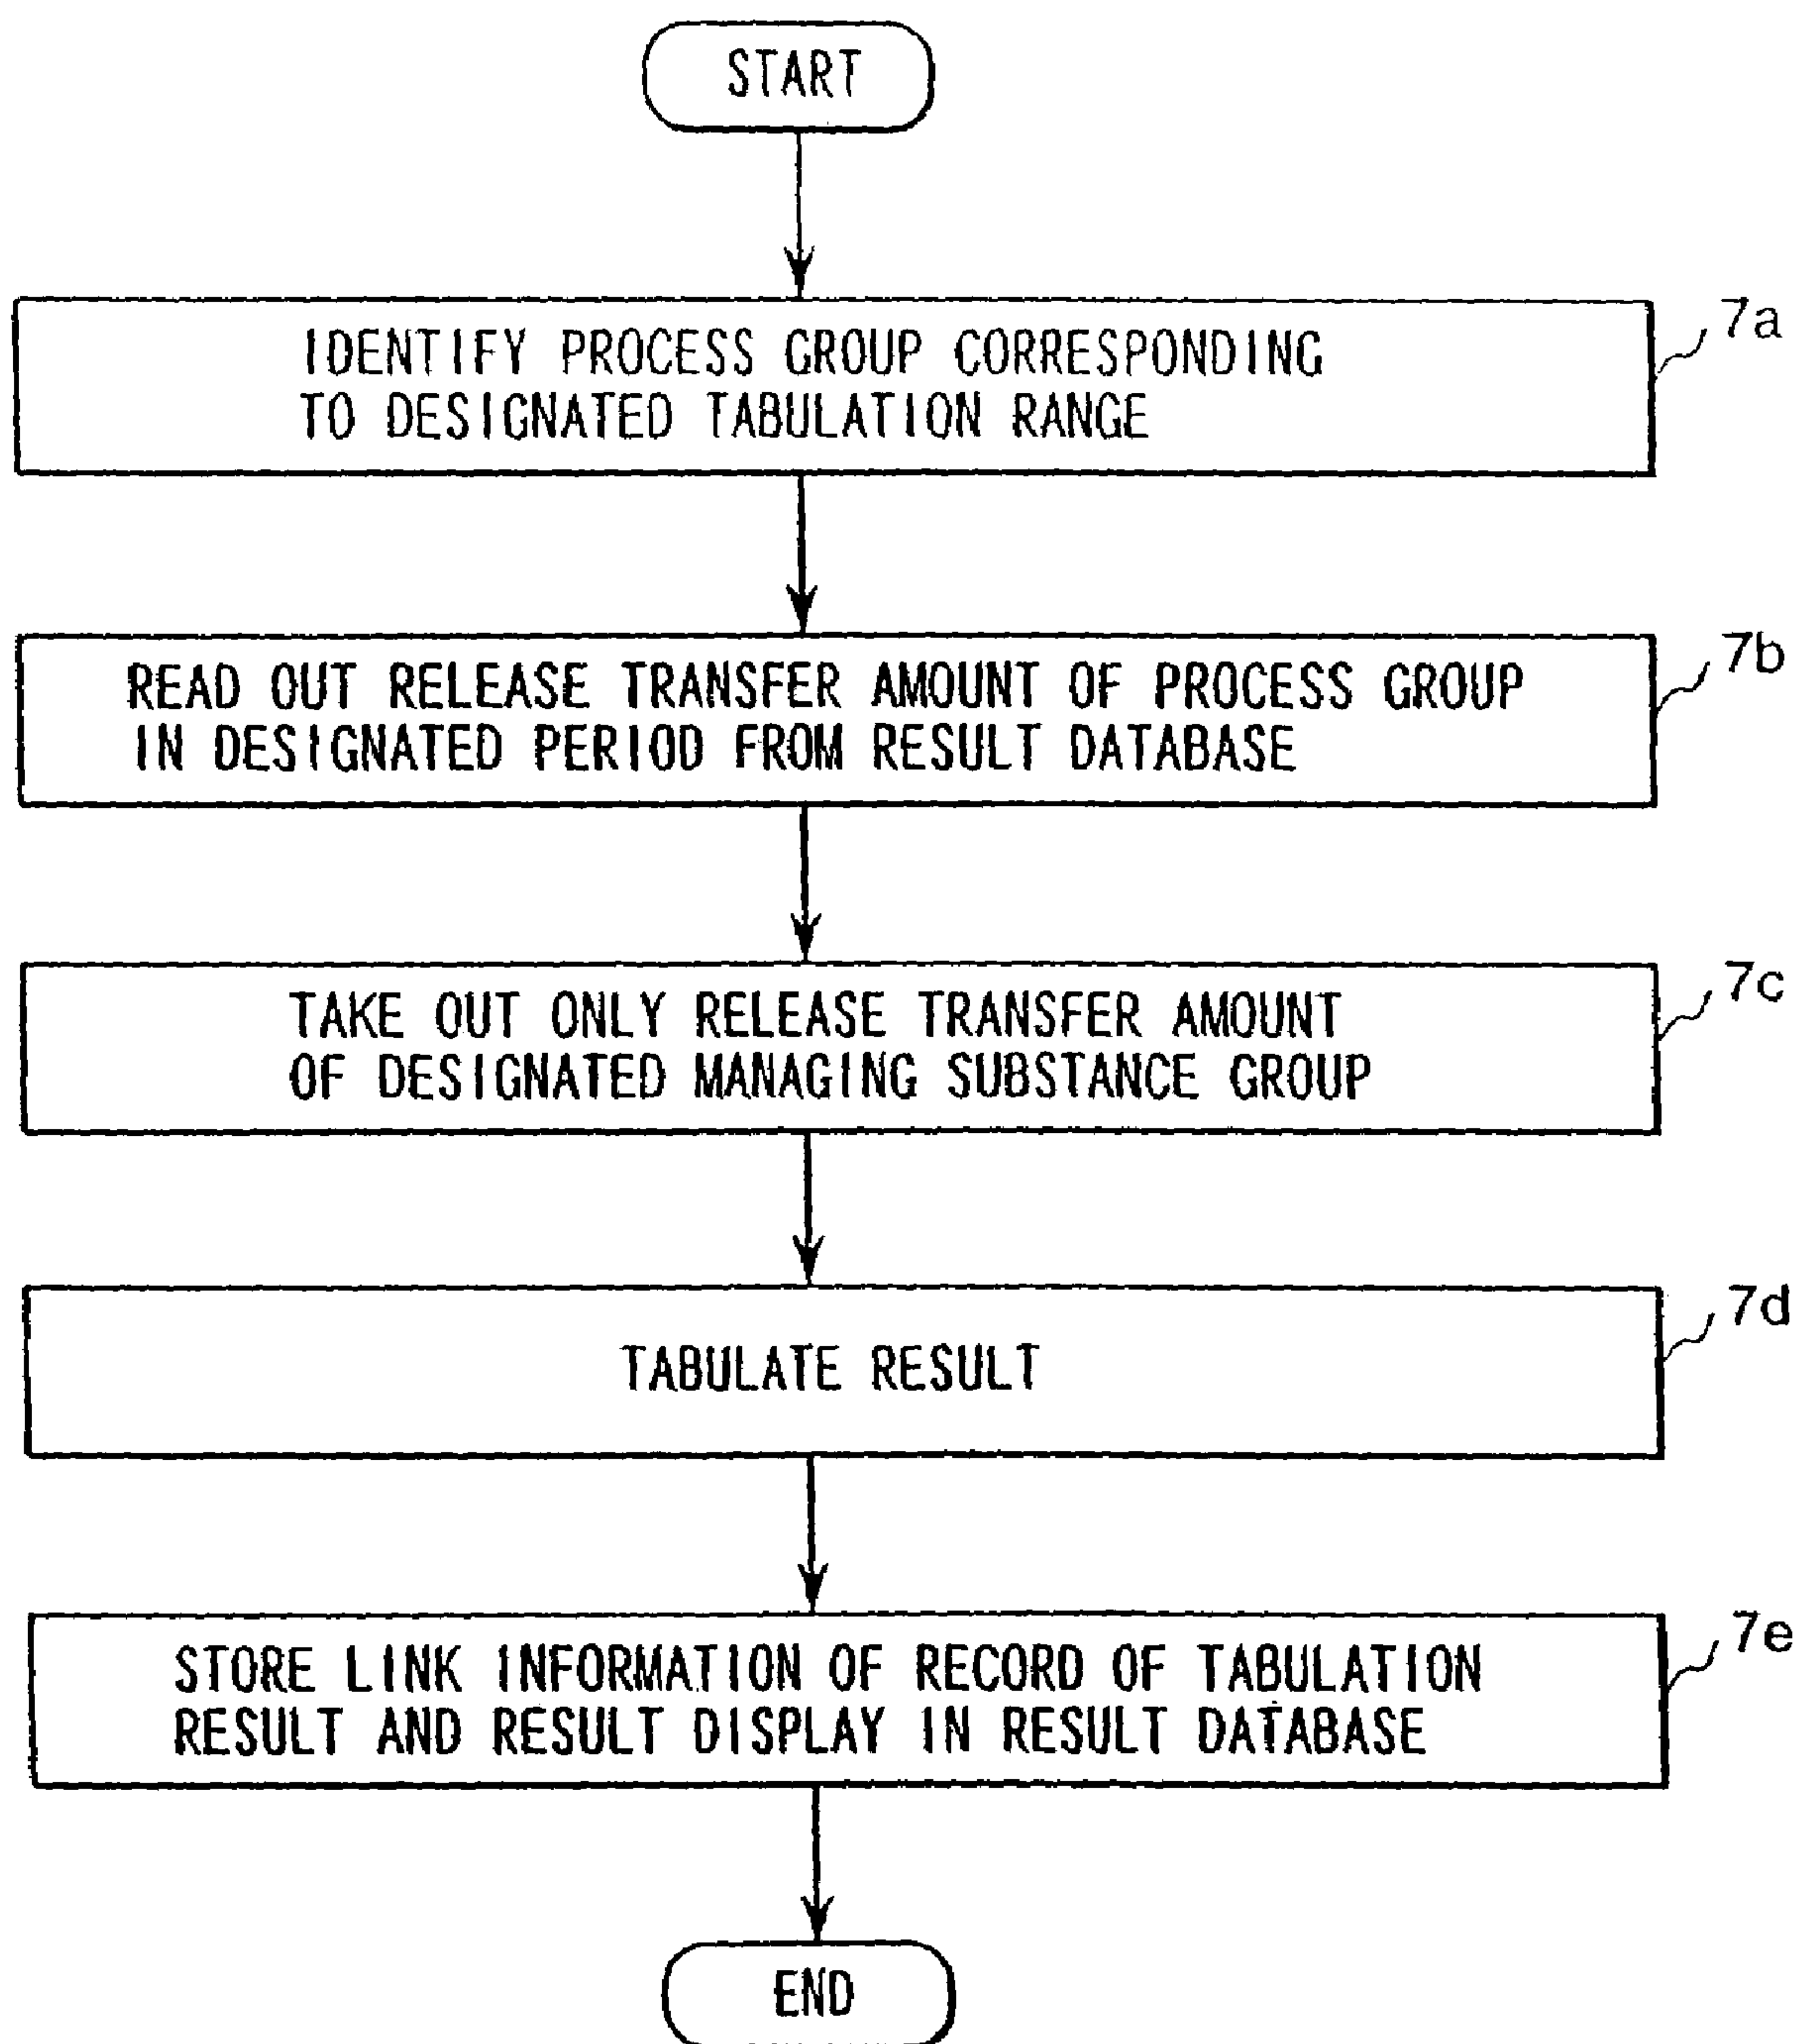 START
IDENTIFY PROCESS GROUP CORRESPONDING
TO DESIGNATED TABULATION RANGE
7a
READ OUT RELEASE TRANSFER AMOUNT OF PROCESS GROUP
IN DESIGNATED PERIOD FROM RESULT DATABASE
7b
TAKE OUT ONLY RELEASE TRANSFER AMOUNT
OF DESIGNATED MANAGING SUBSTANCE GROUP
7c
TABULATE RESULT
7d
STORE LINK INFORMATION OF RECORD OF TABULATION
RESULT AND RESULT DISPLAY IN RESULT DATABASE
7e
END